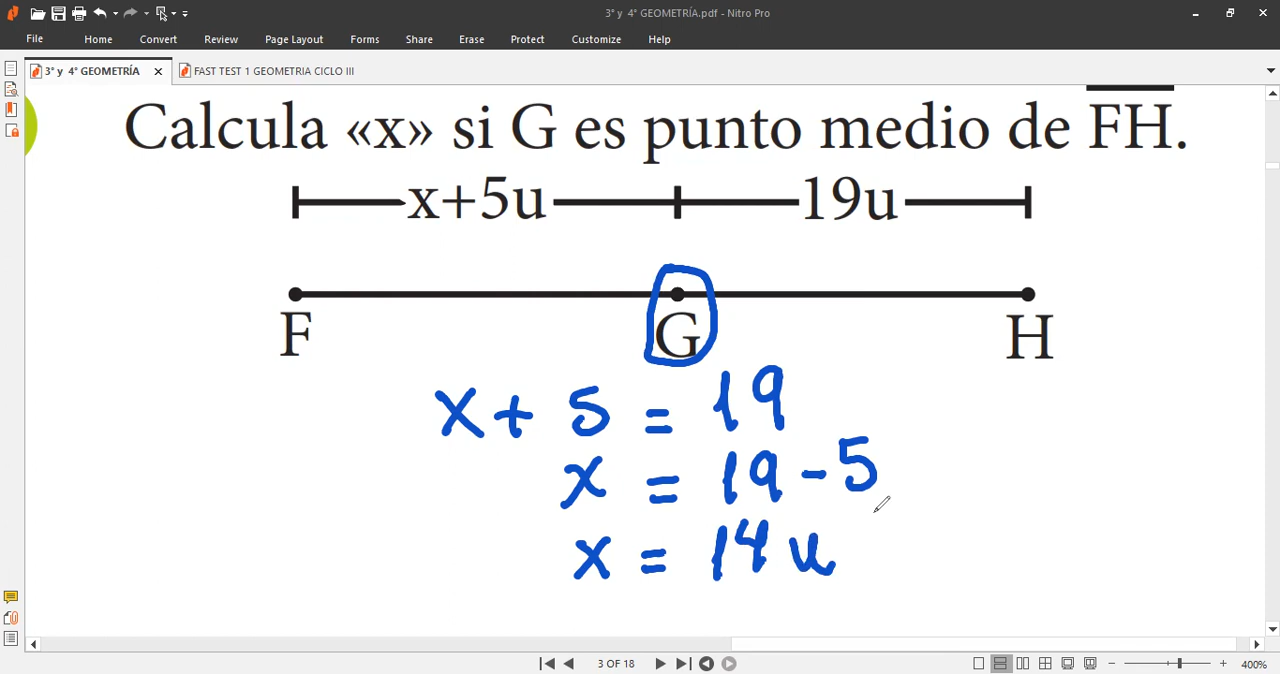 3° y 4° GEOMETRÍA.pdf - Nitro Pro
File Home Convert Review Page Layout Forms Share Erase Protect Customize Help
3° y 4° GEOMETRÍA FAST TEST 1 GEOMETRIA CICLO III
Calcula «x» si G es punto medio de FH.
x+5u 19u
F G H
x + 5 = 19
x = 19 - 5
x = 14 u
3 OF 18 400%